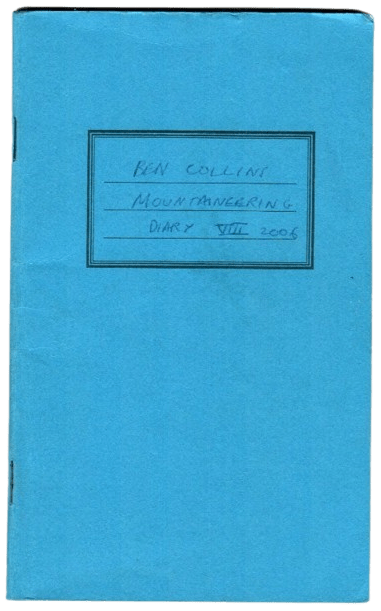 BEN COLLINS
MOUNTAINEERING
DIARY VIII 2006